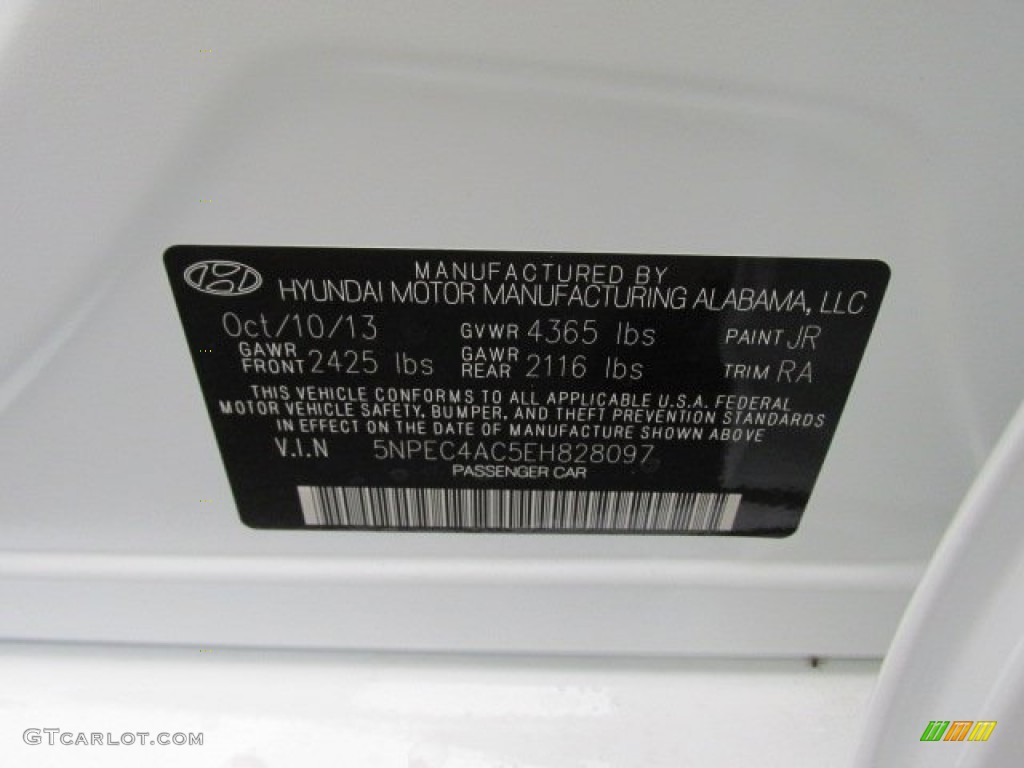 MANUFACTURED BY
HYUNDAI MOTOR MANUFACTURING ALABAMA, LLC
Oct/10/13 GVWR 4365 lbs PAINT JR
GAWR FRONT 2425 lbs GAWR REAR 2116 lbs TRIM RA
THIS VEHICLE CONFORMS TO ALL APPLICABLE U.S.A. FEDERAL
MOTOR VEHICLE SAFETY, BUMPER, AND THEFT PREVENTION STANDARDS
IN EFFECT ON THE DATE OF MANUFACTURE SHOWN ABOVE
V.I.N 5NPEC4AC5EH828097
PASSENGER CAR
GTCARLOT.COM